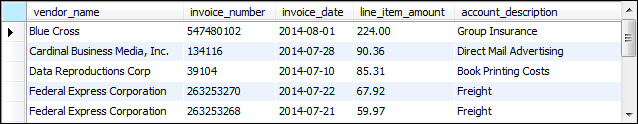 vendor_name invoice_number invoice_date line_item_amount account_description
Blue Cross 547480102 2014-08-01 224.00 Group Insurance
Cardinal Business Media, Inc. 134116 2014-07-28 90.36 Direct Mail Advertising
Data Reproductions Corp 39104 2014-07-10 85.31 Book Printing Costs
Federal Express Corporation 263253270 2014-07-22 67.92 Freight
Federal Express Corporation 263253268 2014-07-21 59.97 Freight